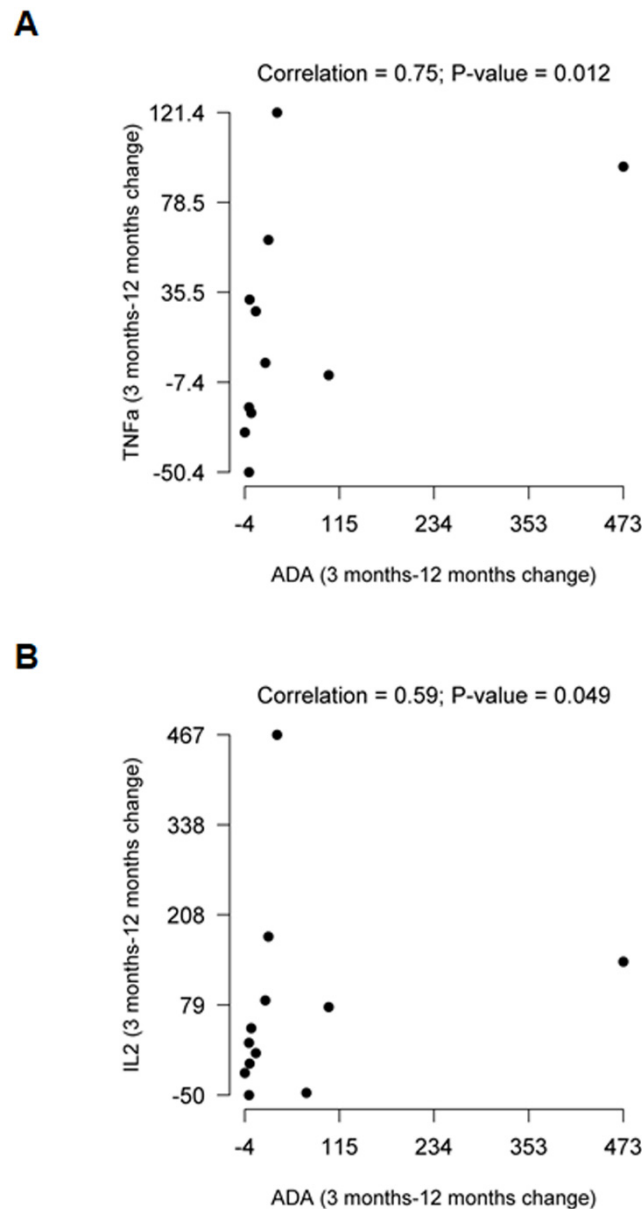 A
Correlation = 0.75; P-value = 0.012
TNFa (3 months-12 months change)
121.4
78.5
35.5
-7.4
-50.4
-4 115 234 353 473
ADA (3 months-12 months change)
B
Correlation = 0.59; P-value = 0.049
IL2 (3 months-12 months change)
467
338
208
79
-50
-4 115 234 353 473
ADA (3 months-12 months change)